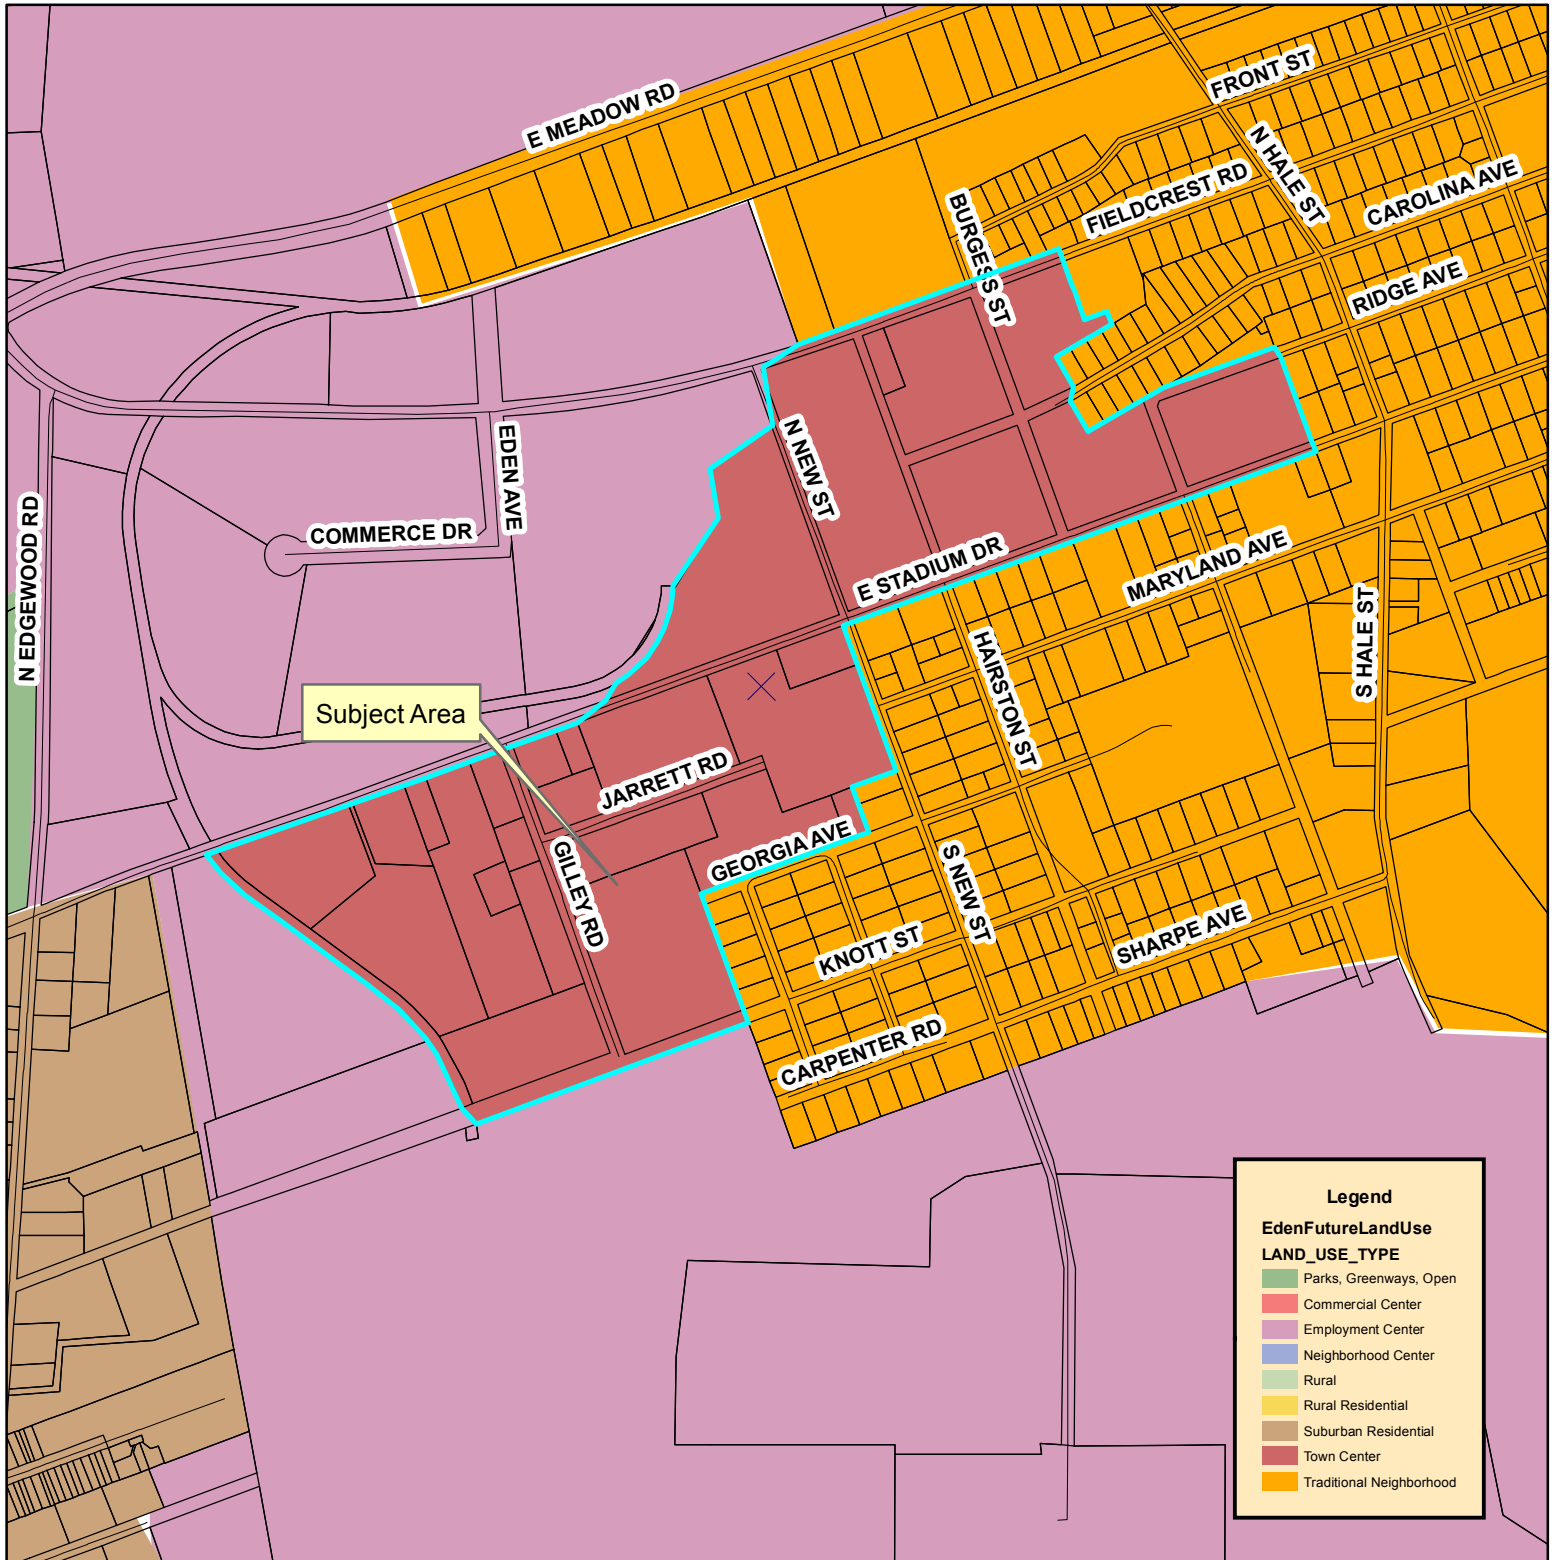 E MEADOW RD
FRONT ST
N HALE ST
FIELDCREST RD
CAROLINA AVE
BURGESS ST
RIDGE AVE
N NEW ST
EDEN AVE
COMMERCE DR
N EDGEWOOD RD
E STADIUM DR
MARYLAND AVE
S HALE ST
HAIRSTON ST
Subject Area
JARRETT RD
GEORGIA AVE
GILLEY RD
S NEW ST
KNOTT ST
SHARPE AVE
CARPENTER RD
Legend
EdenFutureLandUse
LAND_USE_TYPE
Parks, Greenways, Open
Commercial Center
Employment Center
Neighborhood Center
Rural
Rural Residential
Suburban Residential
Town Center
Traditional Neighborhood